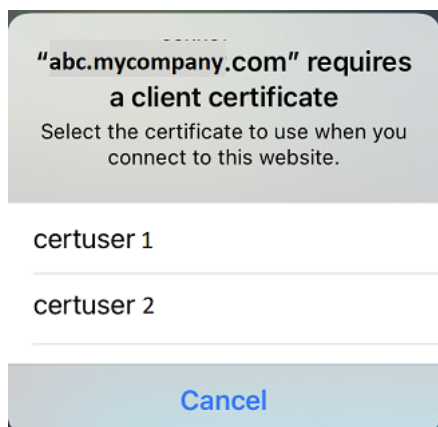 “abc.mycompany.com” requires
a client certificate
Select the certificate to use when you
connect to this website.
certuser 1
certuser 2
Cancel